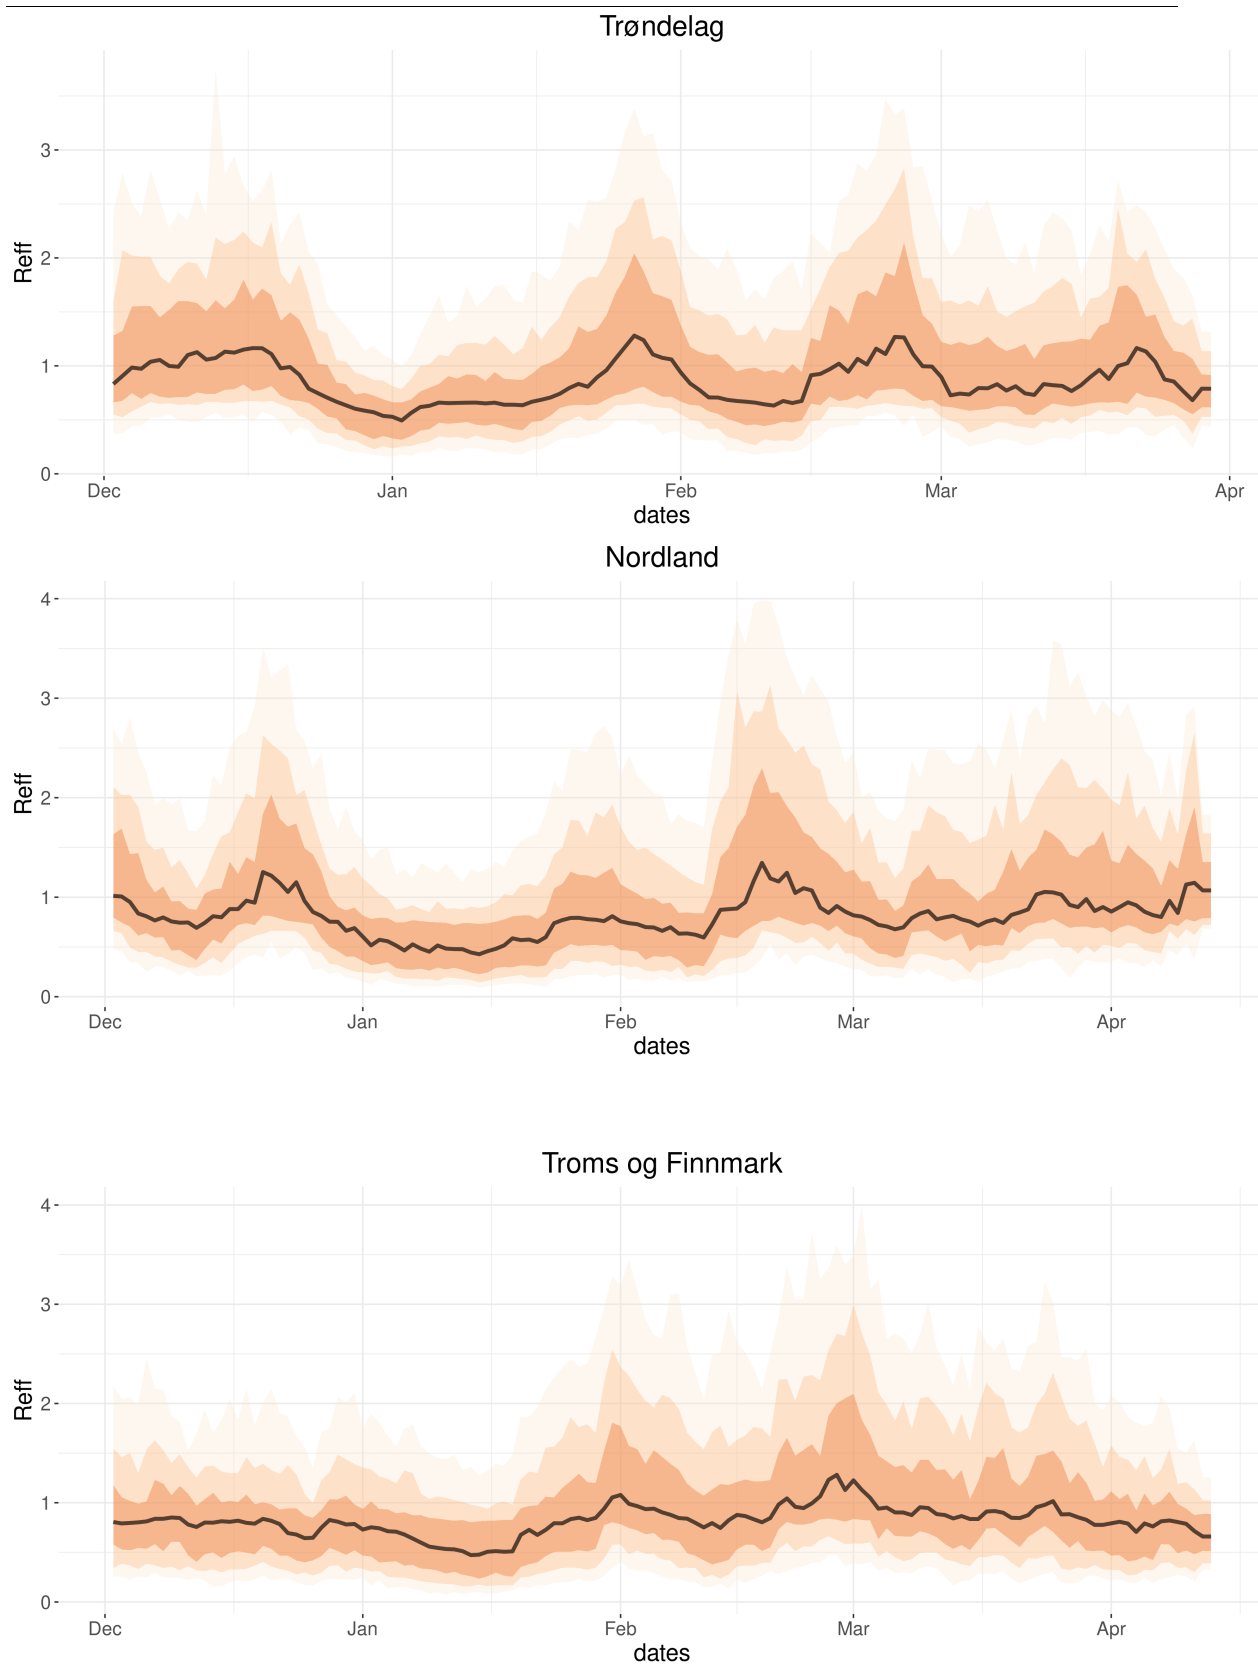 Trøndelag
Reff
3
2
1
0
Dec Jan Feb Mar Apr
dates
Nordland
Reff
4
3
2
1
0
Dec Jan Feb Mar Apr
dates
Troms og Finnmark
Reff
4
3
2
1
0
Dec Jan Feb Mar Apr
dates